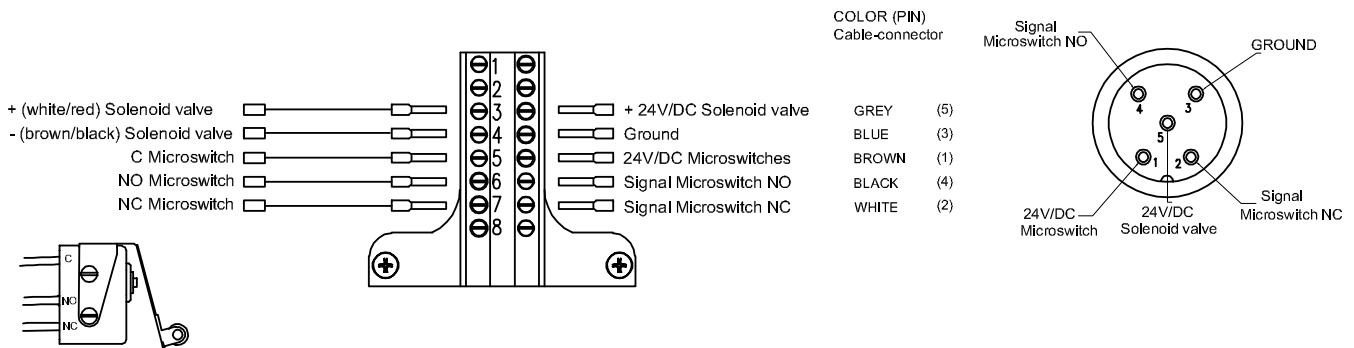 COLOR (PIN)
Cable-connector
Signal
Microswitch NO
GROUND
1
2
+ (white/red) Solenoid valve
3
+ 24V/DC Solenoid valve
GREY (5)
- (brown/black) Solenoid valve
4
Ground
BLUE (3)
C Microswitch
5
24V/DC Microswitches
BROWN (1)
NO Microswitch
6
Signal Microswitch NO
BLACK (4)
NC Microswitch
7
Signal Microswitch NC
WHITE (2)
8
4
3
5
1
2
24V/DC
Microswitch
24V/DC
Solenoid valve
Signal
Microswitch NC
C
NO
NC